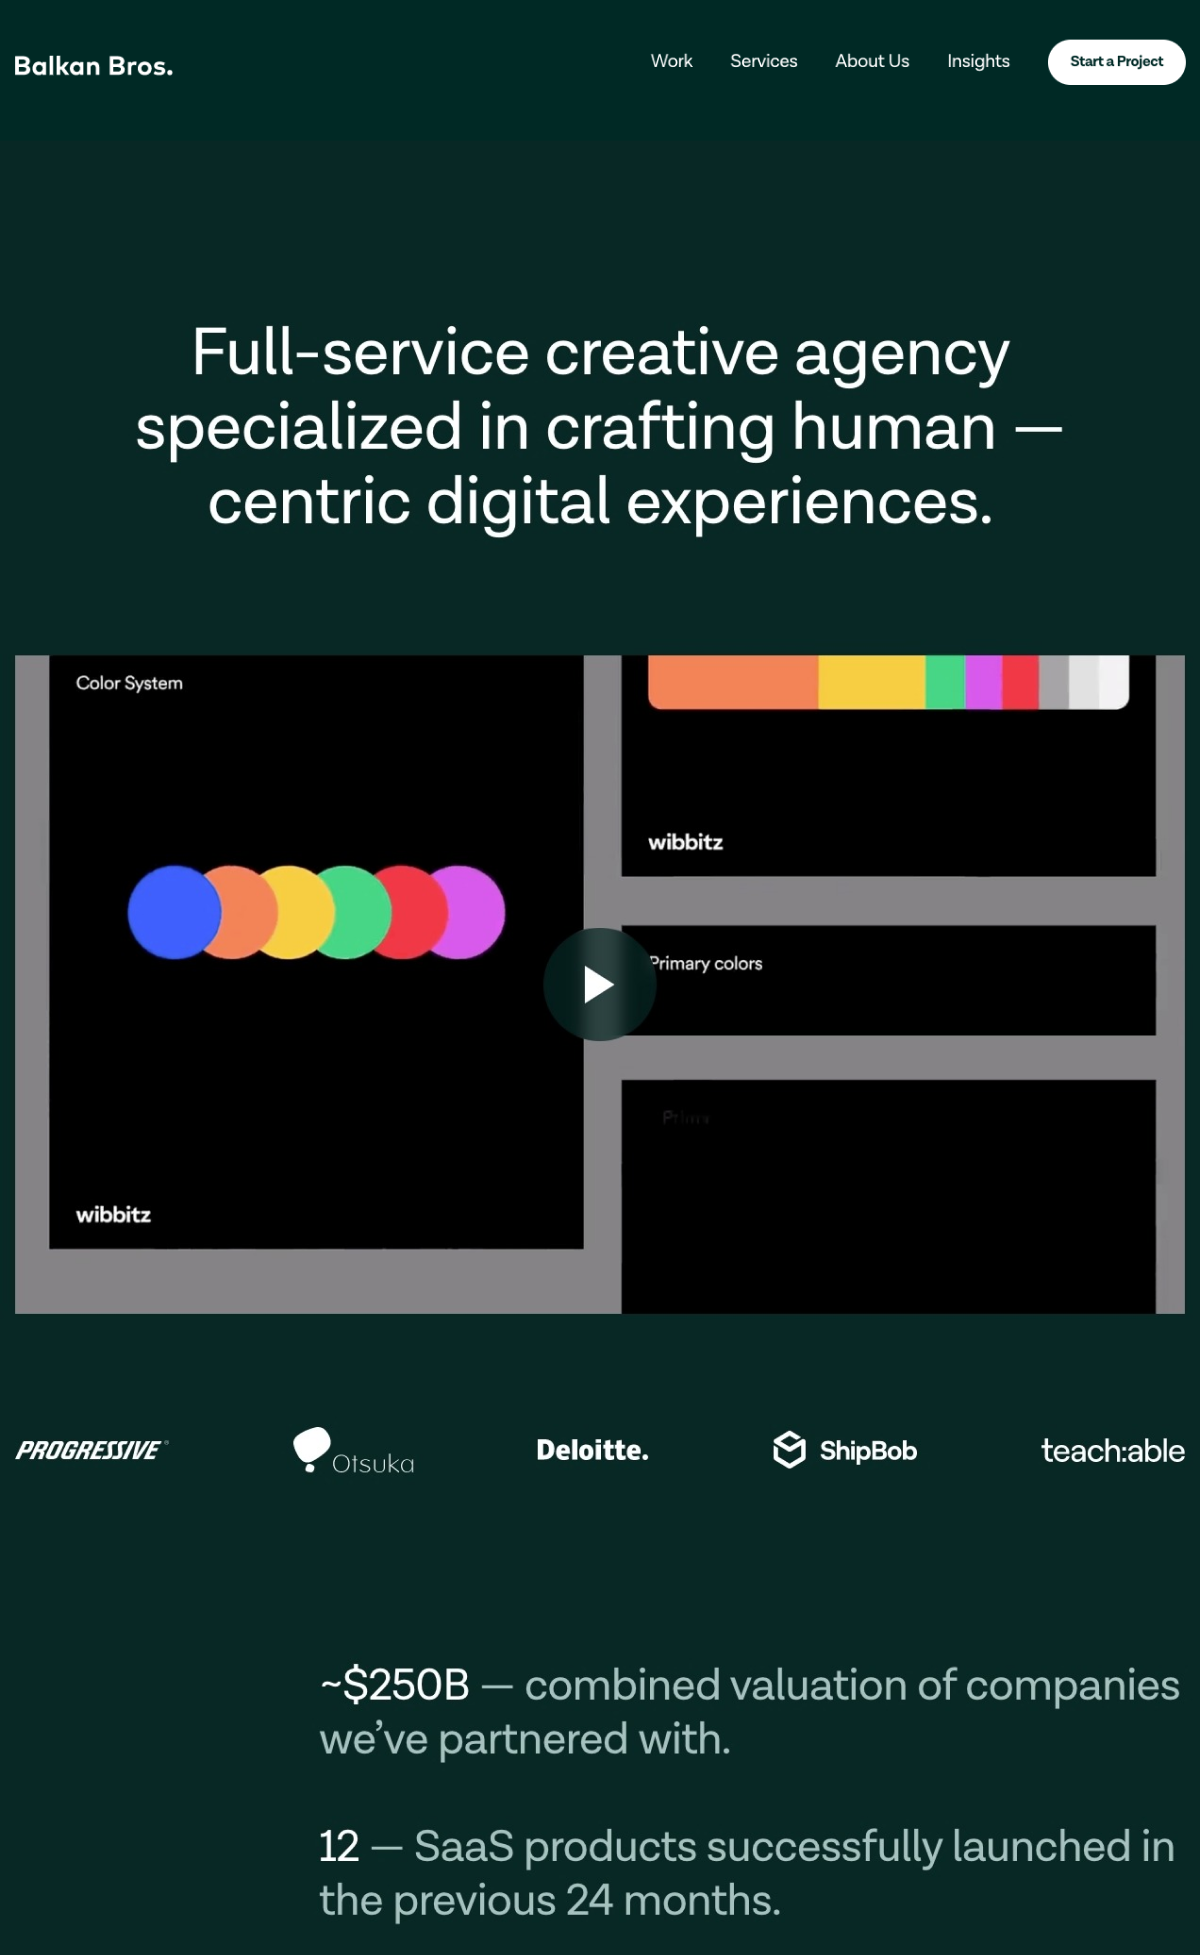 Balkan Bros.
Work
Services
About Us
Insights
Start a Project
Full-service creative agency
specialized in crafting human —
centric digital experiences.
Color System
wibbitz
wibbitz
Primary colors
PROGRESSIVE®
Otsuka
Deloitte.
ShipBob
teach:able
~$250B — combined valuation of companies
we’ve partnered with.
12 — SaaS products successfully launched in
the previous 24 months.